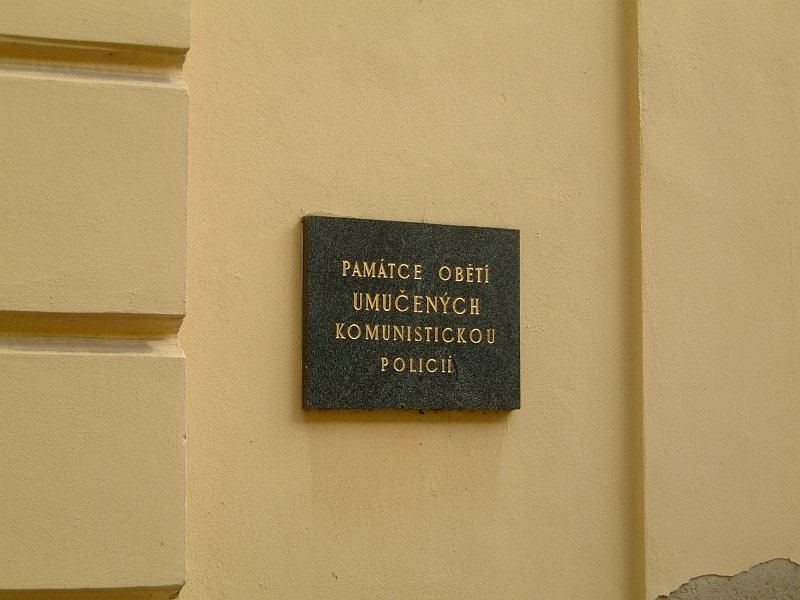 PAMÁTCE OBĚTÍ
UMUČENÝCH
KOMUNISTICKOU
POLICIÍ